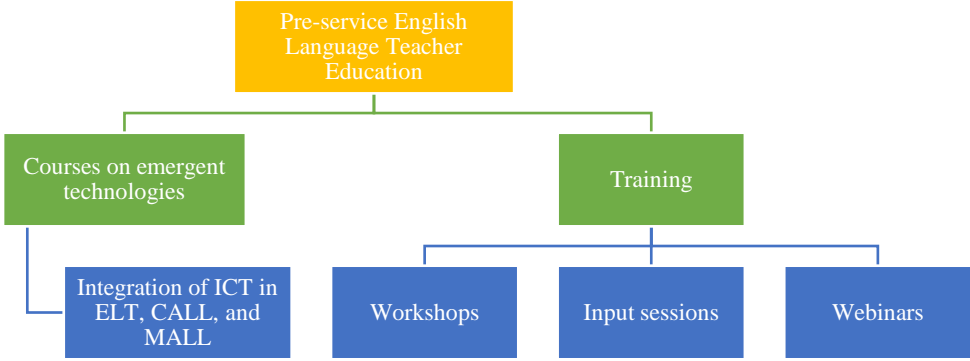 Pre-service English
Language Teacher
Education
Courses on emergent
technologies
Training
Integration of ICT in
ELT, CALL, and
MALL
Workshops
Input sessions
Webinars